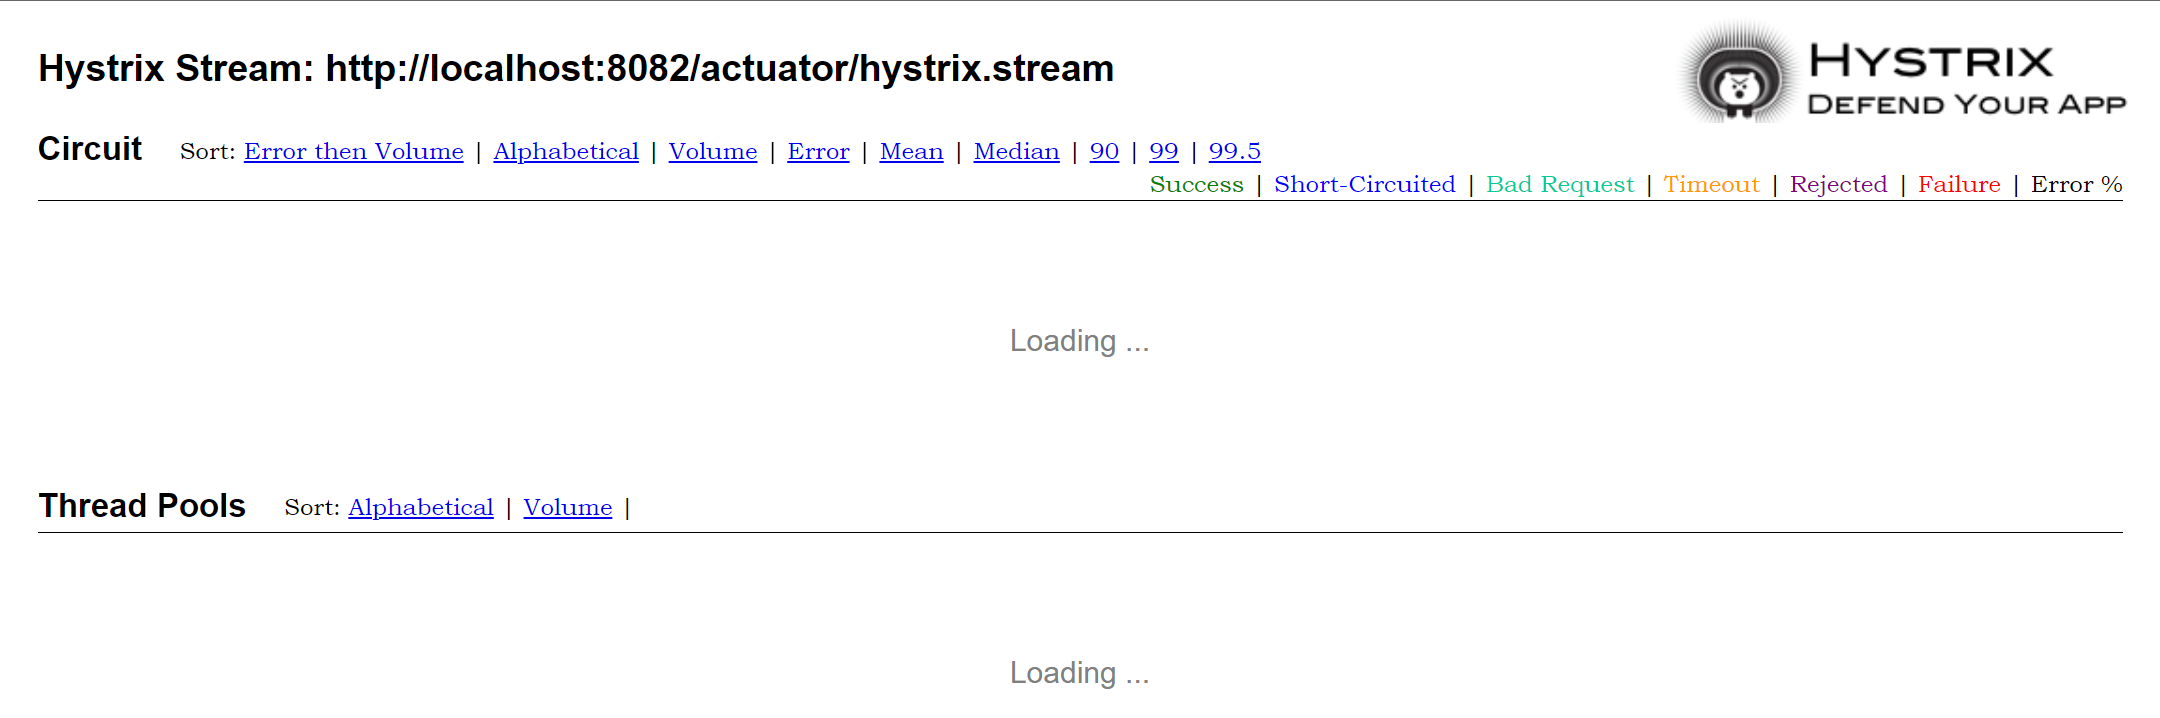 Hystrix Stream: http://localhost:8082/actuator/hystrix.stream
HYSTRIX
DEFEND YOUR APP
Circuit Sort: Error then Volume | Alphabetical | Volume | Error | Mean | Median | 90 | 99 | 99.5
Success | Short-Circuited | Bad Request | Timeout | Rejected | Failure | Error %
Loading ...
Thread Pools Sort: Alphabetical | Volume |
Loading ...